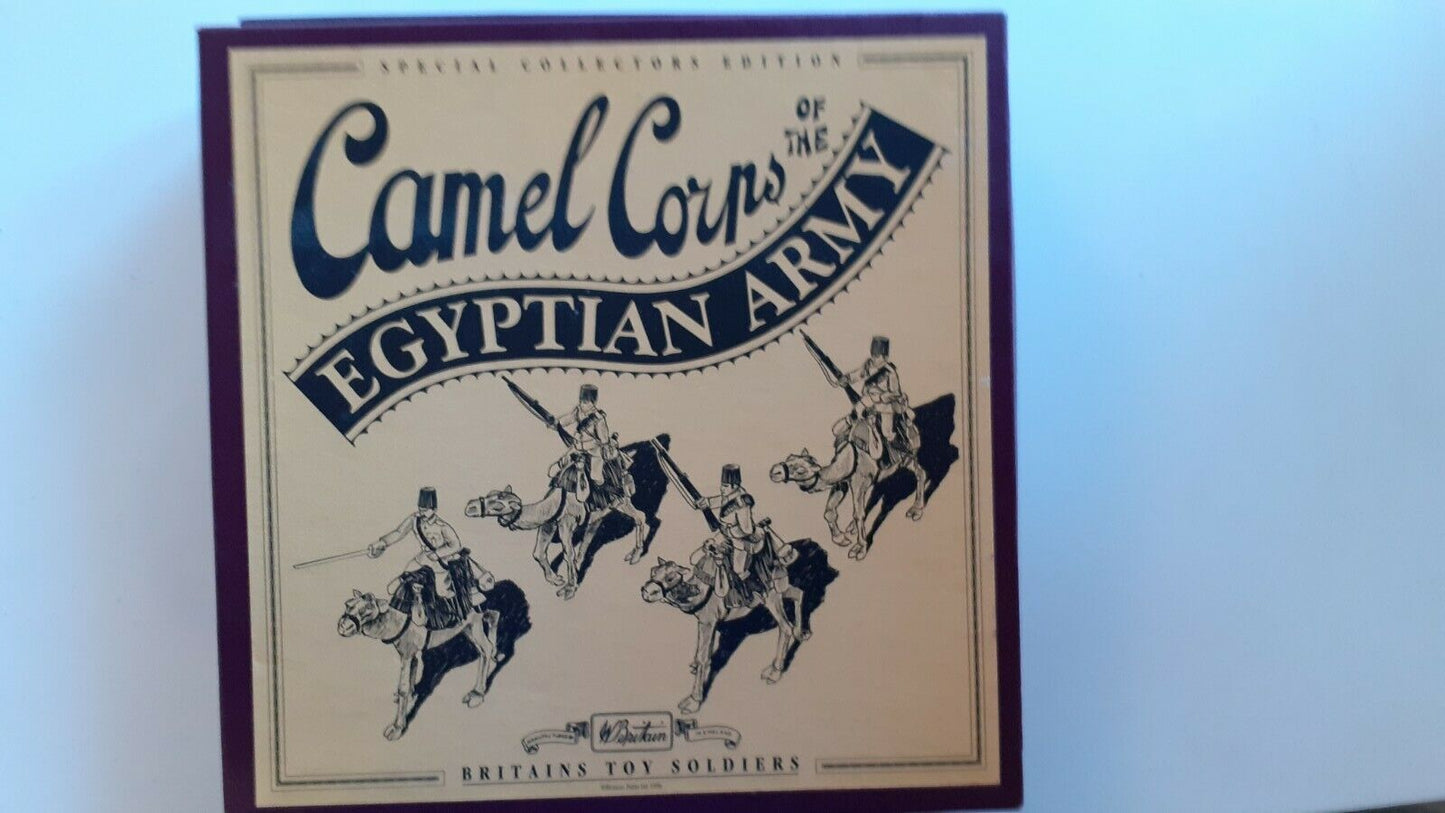 SPECIAL COLLECTORS EDITION
Camel Corps OF THE
EGYPTIAN ARMY
W Britain
BRITAINS TOY SOLDIERS